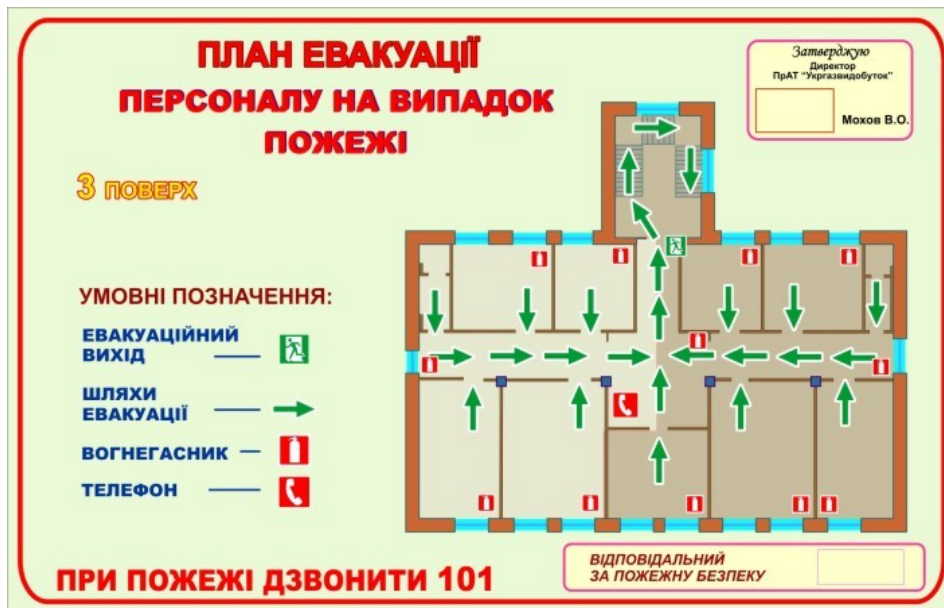 ПЛАН ЕВАКУАЦІЇ
ПЕРСОНАЛУ НА ВИПАДОК
ПОЖЕЖІ
Затверджую
Директор
ПрАТ "Укргазвидобуток"
Мохов В.О.
3 ПОВЕРХ
УМОВНІ ПОЗНАЧЕННЯ:
ЕВАКУАЦІЙНИЙ
ВИХІД
ШЛЯХИ
ЕВАКУАЦІЇ
ВОГНЕГАСНИК
ТЕЛЕФОН
ПРИ ПОЖЕЖІ ДЗВОНИТИ 101
ВІДПОВІДАЛЬНИЙ
ЗА ПОЖЕЖНУ БЕЗПЕКУ